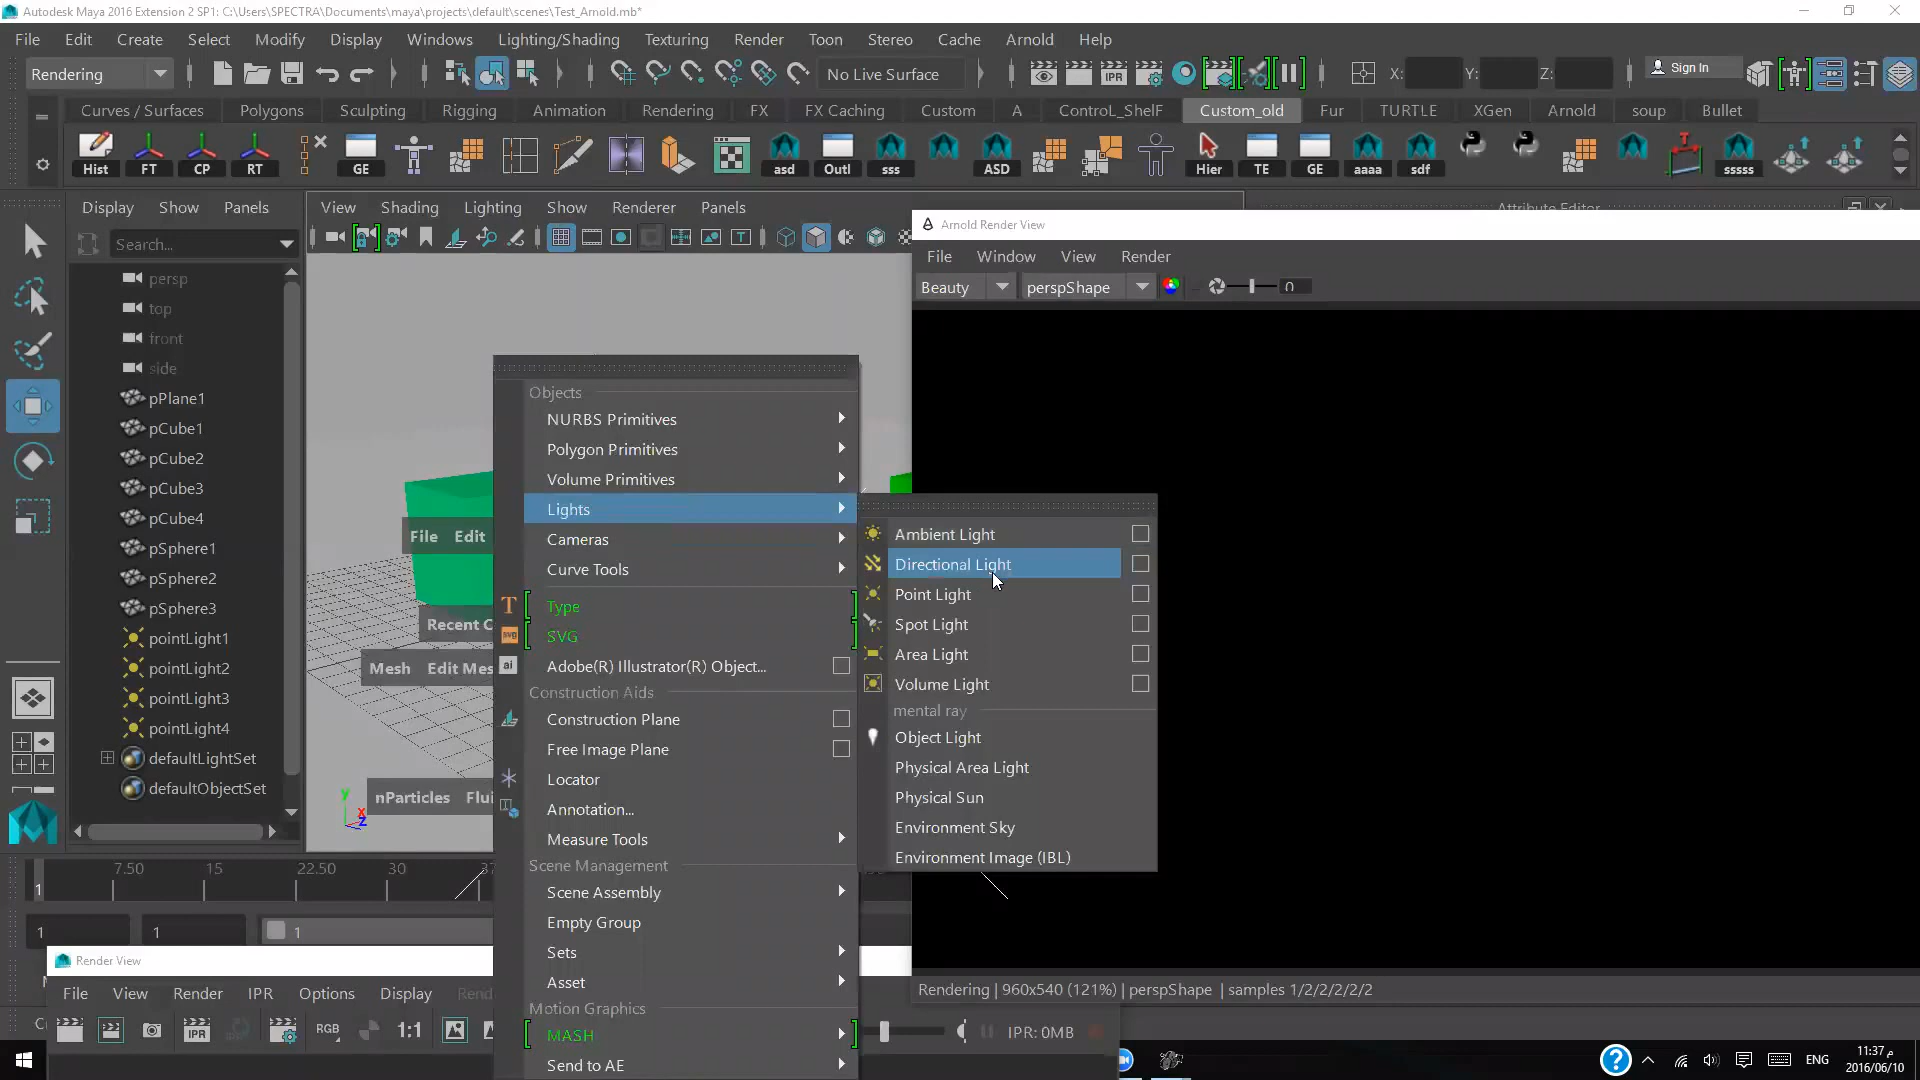 Autodesk Maya 2016 Extension 2 SP1: C:\Users\SPECTRA\Documents\maya\projects\default\scenes\Test_Arnold.mb*
File Edit Create Select Modify Display Windows Lighting/Shading Texturing Render Toon Stereo Cache Arnold Help
Rendering No Live Surface X: Y: Z: Sign In
IPR
Curves / Surfaces Polygons Sculpting Rigging Animation Rendering FX FX Caching Custom A ControL_ShelF Custom_old Fur TURTLE XGen Arnold soup Bullet
Hist FT CP RT GE asd Outl sss ASD Hier TE GE aaaa sdf sssss
Display Show Panels
View Shading Lighting Show Renderer Panels
Attribute Editor
Search...
persp
top
front
side
pPlane1
pCube1
pCube2
pCube3
pCube4
pSphere1
pSphere2
pSphere3
pointLight1
pointLight2
pointLight3
pointLight4
defaultLightSet
defaultObjectSet
Arnold Render View
File Window View Render
Beauty perspShape 0
File Edit
Recent C
Mesh Edit Mes
nParticles Flui
Objects
NURBS Primitives
Polygon Primitives
Volume Primitives
Lights
Cameras
Curve Tools
T Type
SVG SVG
ai Adobe(R) Illustrator(R) Object...
Construction Aids
Construction Plane
Free Image Plane
Locator
Annotation...
Measure Tools
Scene Management
Scene Assembly
Empty Group
Sets
Asset
Motion Graphics
MASH
Send to AE
Ambient Light
Directional Light
Point Light
Spot Light
Area Light
Volume Light
mental ray
Object Light
Physical Area Light
Physical Sun
Environment Sky
Environment Image (IBL)
y x z
1 7.50 15 22.50 30 37
1 1 1
Render View
File View Render IPR Options Display Rend
IPR RGB 1:1 IPR: 0MB
Rendering | 960x540 (121%) | perspShape | samples 1/2/2/2/2/2
ENG
11:37 م
2016/06/10